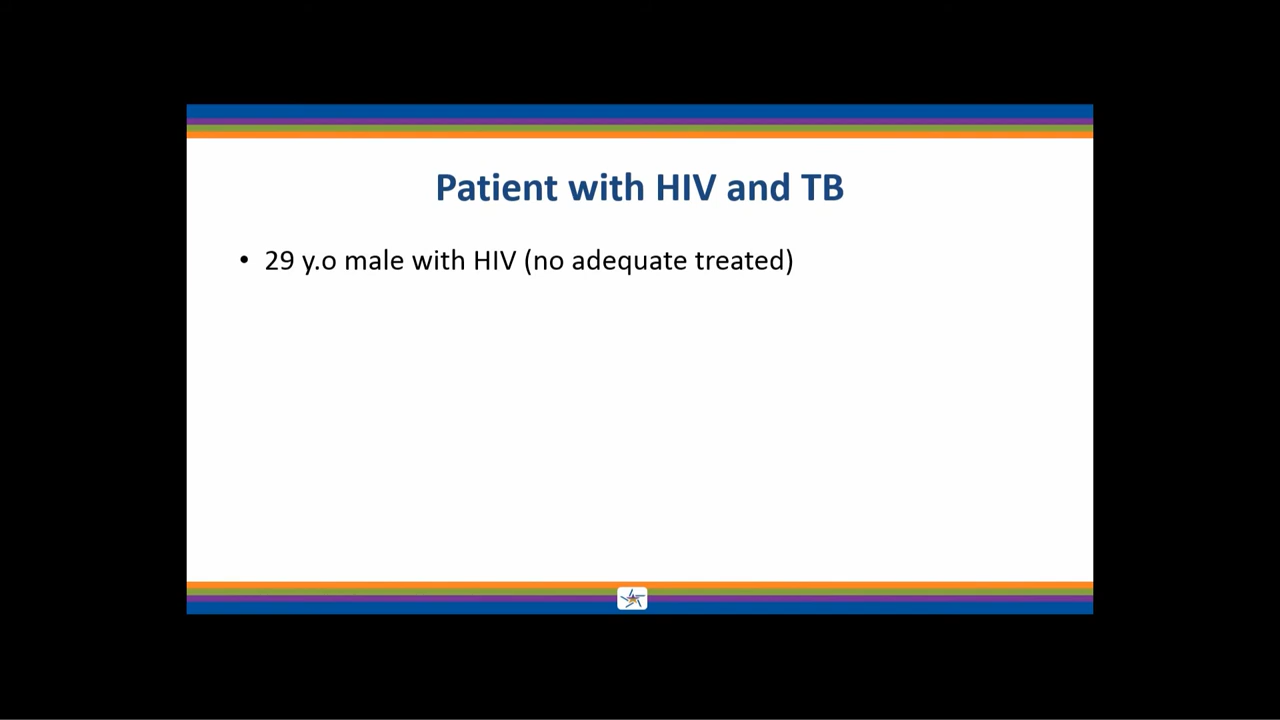 Patient with HIV and TB
• 29 y.o male with HIV (no adequate treated)